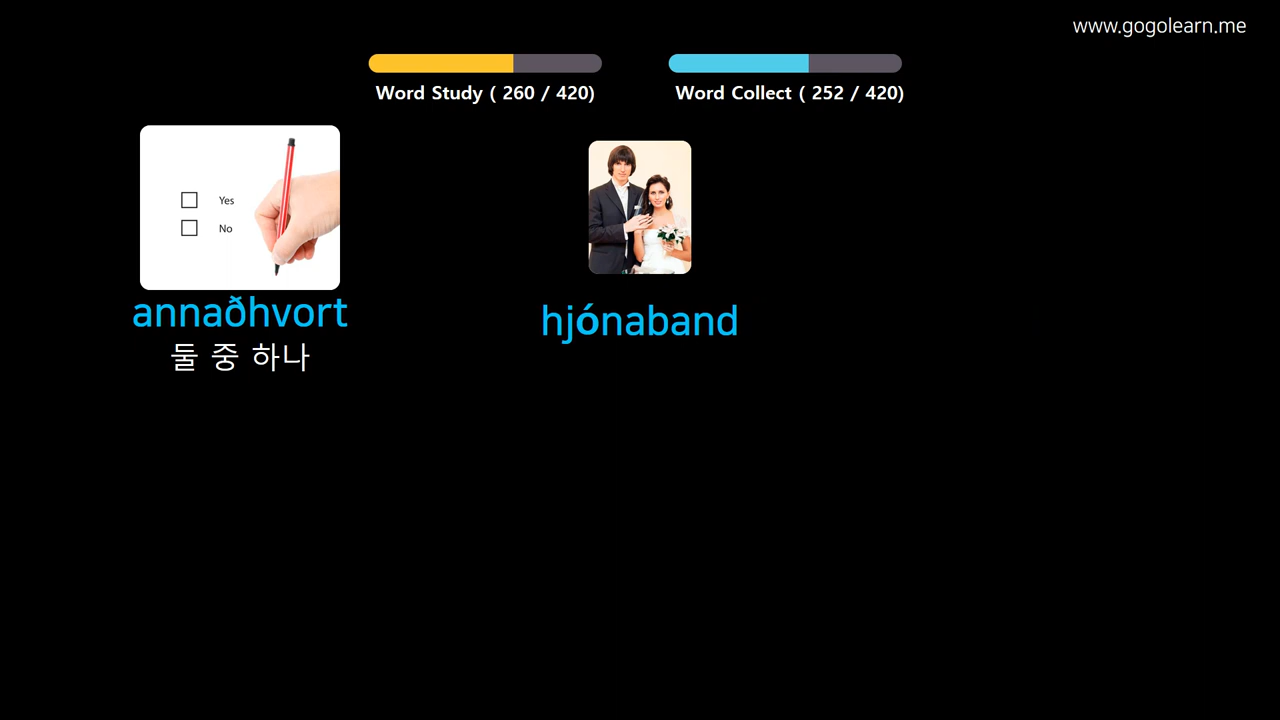 www.gogolearn.me
Word Study ( 260 / 420)
Word Collect ( 252 / 420)
Yes
No
annaðhvort
둘 중 하나
hjónaband